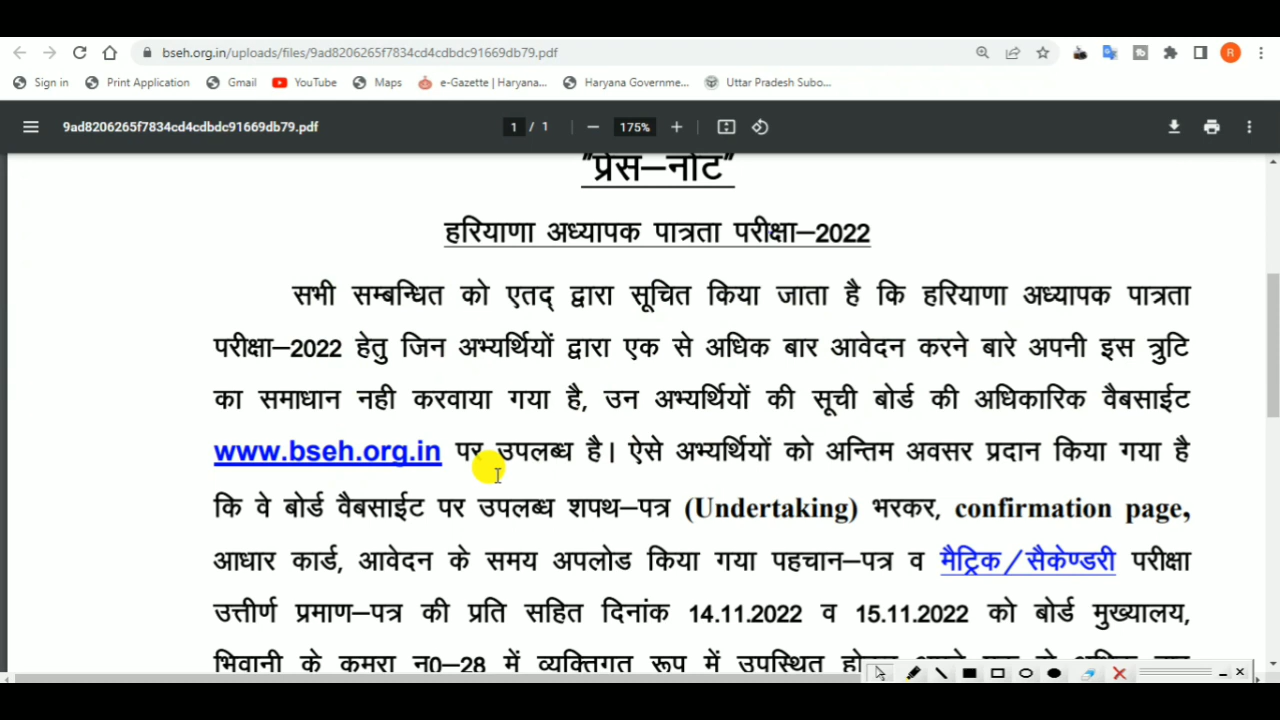 bseh.org.in/uploads/files/9ad8206265f7834cd4cdbdc91669db79.pdf
R
Sign in Print Application Gmail YouTube Maps e-Gazette | Haryana... Haryana Governme... Uttar Pradesh Subo...
9ad8206265f7834cd4cdbdc91669db79.pdf 1 / 1 175%
"प्रेस–नोट"
हरियाणा अध्यापक पात्रता परीक्षा–2022
सभी सम्बन्धित को एतद् द्वारा सूचित किया जाता है कि हरियाणा अध्यापक पात्रता
परीक्षा–2022 हेतु जिन अभ्यर्थियों द्वारा एक से अधिक बार आवेदन करने बारे अपनी इस त्रुटि
का समाधान नही करवाया गया है, उन अभ्यर्थियों की सूची बोर्ड की अधिकारिक वैबसाईट
www.bseh.org.in पर उपलब्ध है। ऐसे अभ्यर्थियों को अन्तिम अवसर प्रदान किया गया है
कि वे बोर्ड वैबसाईट पर उपलब्ध शपथ–पत्र (Undertaking) भरकर, confirmation page,
आधार कार्ड, आवेदन के समय अपलोड किया गया पहचान–पत्र व मैट्रिक/सैकेण्डरी परीक्षा
उत्तीर्ण प्रमाण–पत्र की प्रति सहित दिनांक 14.11.2022 व 15.11.2022 को बोर्ड मुख्यालय,
भिवानी के कमरा न0–28 में व्यक्तिगत रूप में उपस्थित